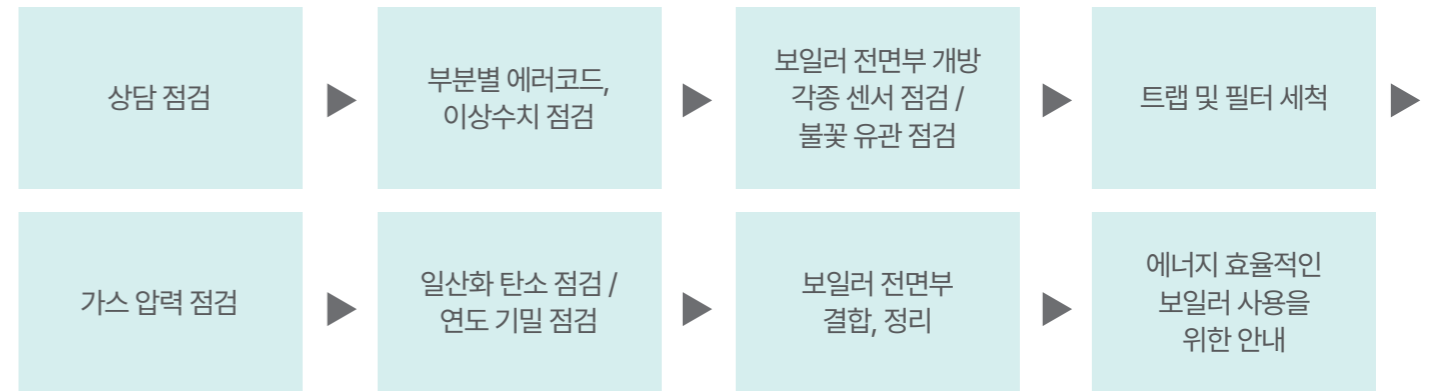 상담 점검
부분별 에러코드,
이상수치 점검
보일러 전면부 개방
각종 센서 점검 /
불꽃 유관 점검
트랩 및 필터 세척
가스 압력 점검
일산화 탄소 점검 /
연도 기밀 점검
보일러 전면부
결합, 정리
에너지 효율적인
보일러 사용을
위한 안내